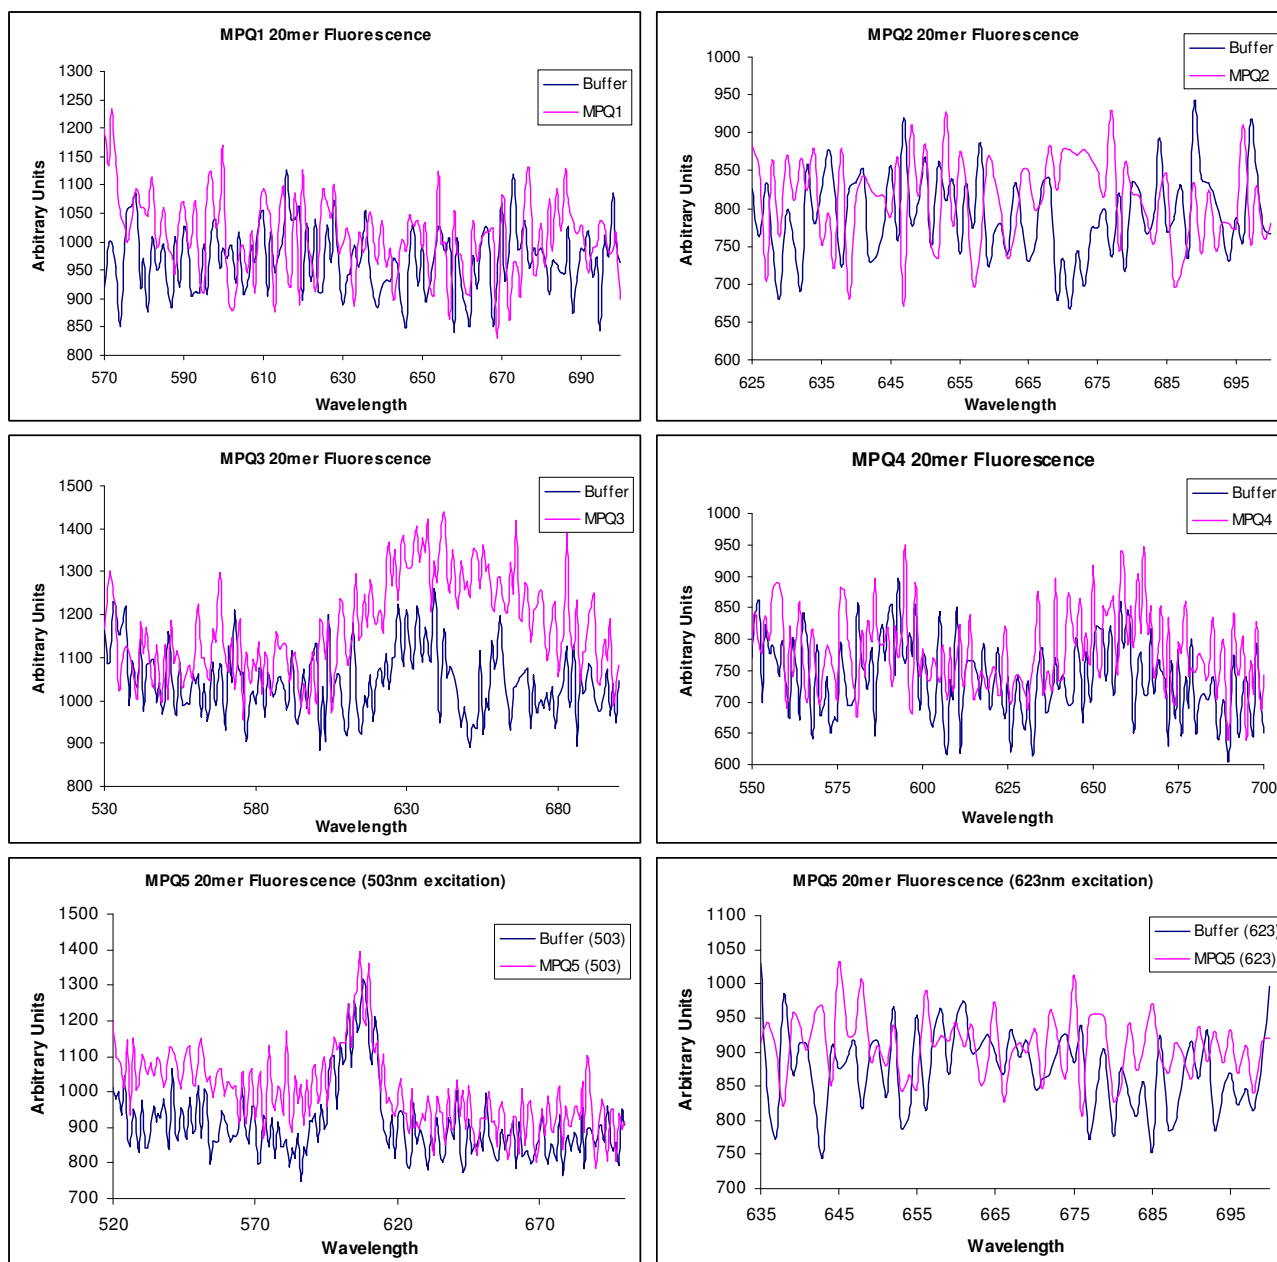 MPQ1 20mer Fluorescence
1300
1250
1200
1150
1100
1050
1000
950
900
850
800
Arbitrary Units
Buffer
MPQ1
570 590 610 630 650 670 690
Wavelength
MPQ2 20mer Fluorescence
1000
950
900
850
800
750
700
650
600
Arbitrary Units
Buffer
MPQ2
625 635 645 655 665 675 685 695
Wavelength
MPQ3 20mer Fluorescence
1500
1400
1300
1200
1100
1000
900
800
Arbitrary Units
Buffer
MPQ3
530 580 630 680
Wavelength
MPQ4 20mer Fluorescence
1000
950
900
850
800
750
700
650
600
Arbitrary Units
Buffer
MPQ4
550 575 600 625 650 675 700
Wavelength
MPQ5 20mer Fluorescence (503nm excitation)
1500
1400
1300
1200
1100
1000
900
800
700
Arbitrary Units
Buffer (503)
MPQ5 (503)
520 570 620 670
Wavelength
MPQ5 20mer Fluorescence (623nm excitation)
1100
1050
1000
950
900
850
800
750
700
Arbitrary Units
Buffer (623)
MPQ5 (623)
635 645 655 665 675 685 695
Wavelength